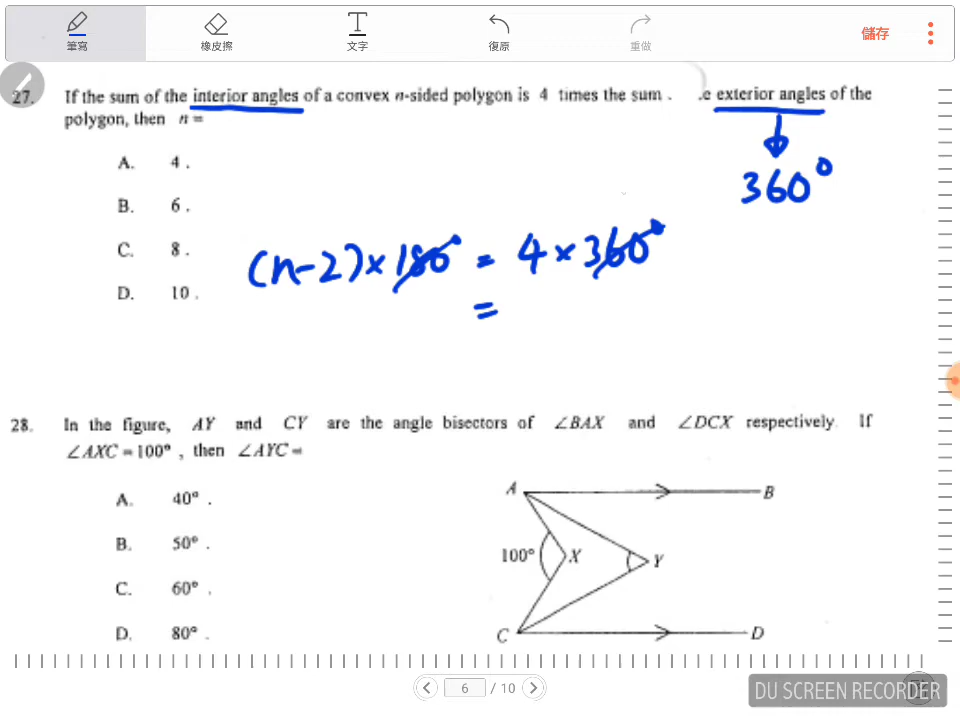 筆寫 橡皮擦 文字 復原 重做 儲存
27. If the sum of the interior angles of a convex n-sided polygon is 4 times the sum . .e exterior angles of the
polygon, then n =
360°
A. 4 .
B. 6 .
C. 8 .
(n-2)×180° = 4×360°
=
D. 10 .
28. In the figure, AY and CY are the angle bisectors of ∠BAX and ∠DCX respectively. If
∠AXC = 100° , then ∠AYC =
A. 40° .
B. 50° .
C. 60° .
D. 80° .
A B
100° X Y
C D
6 / 10
DU SCREEN RECORDER